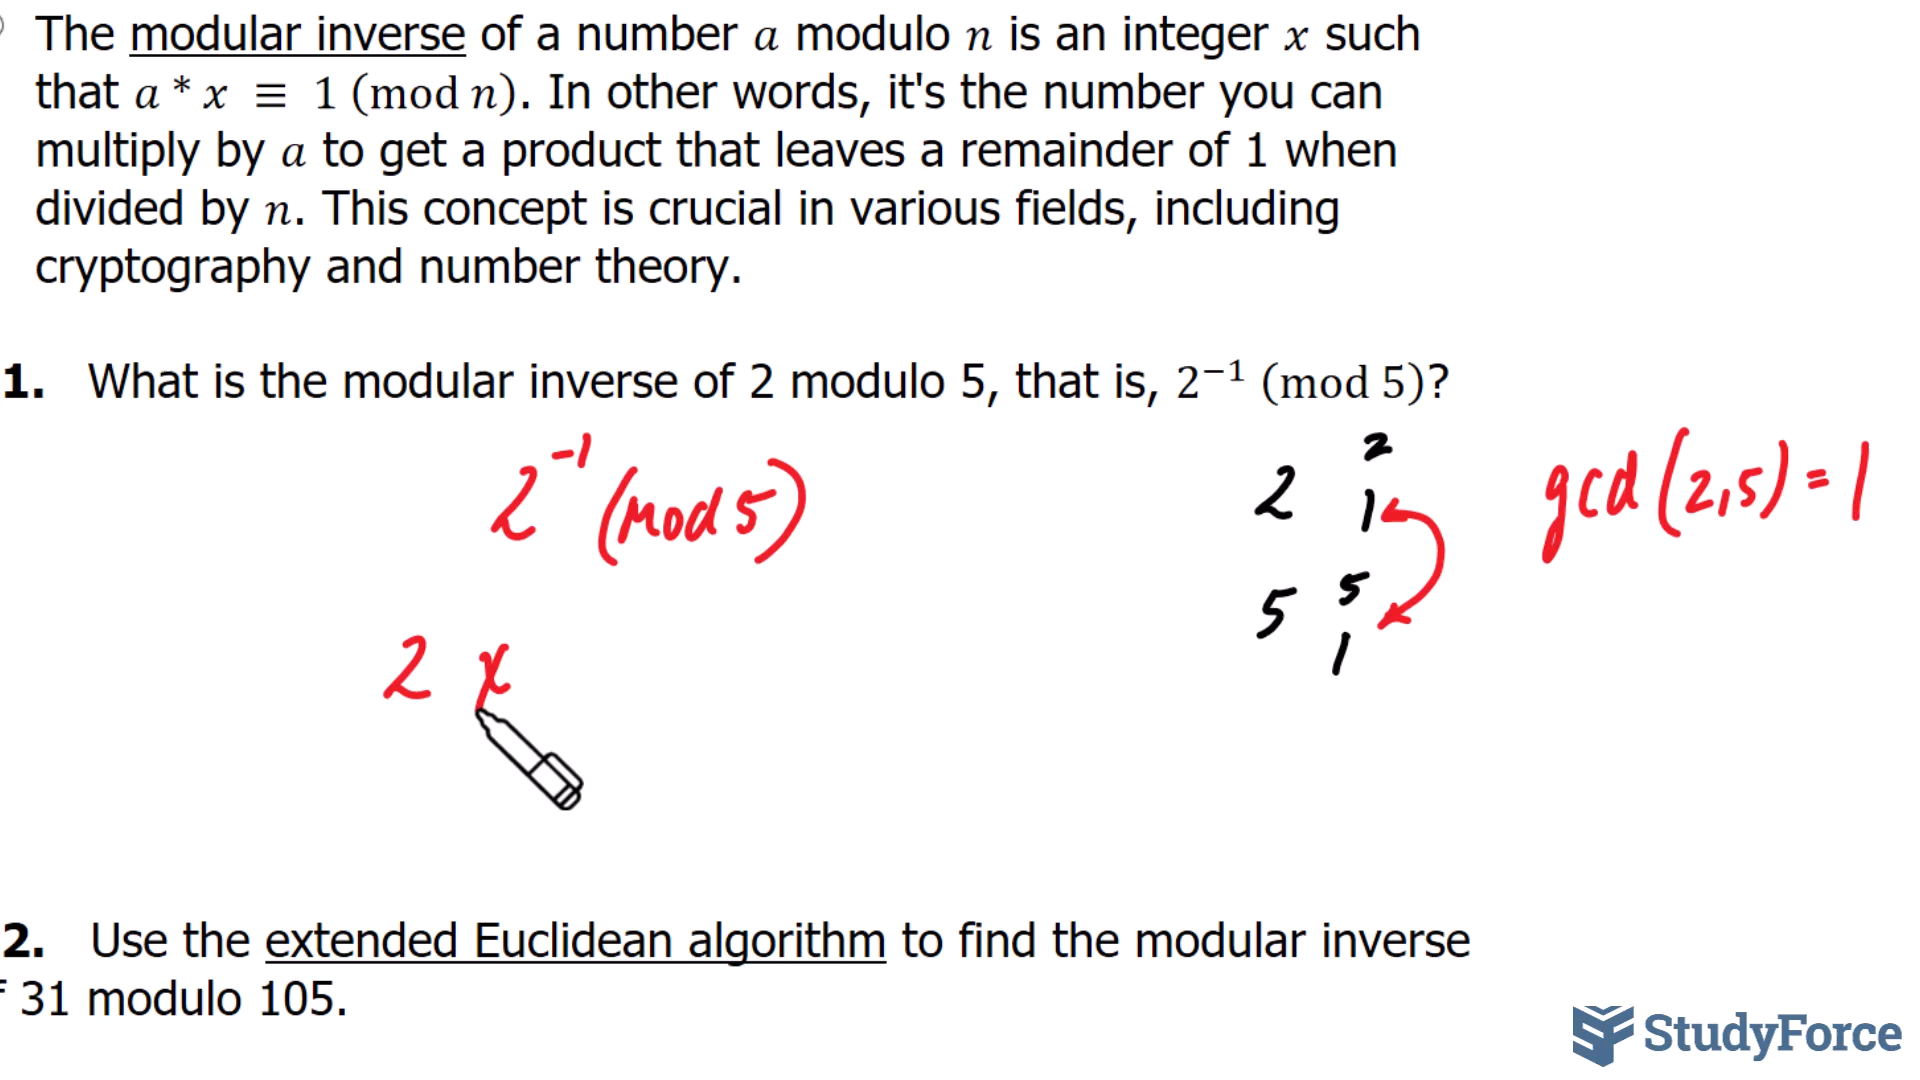 The modular inverse of a number a modulo n is an integer x such
that a * x ≡ 1 (mod n). In other words, it's the number you can
multiply by a to get a product that leaves a remainder of 1 when
divided by n. This concept is crucial in various fields, including
cryptography and number theory.
1. What is the modular inverse of 2 modulo 5, that is, 2⁻¹ (mod 5)?
2⁻¹ (mod 5)
2 2
1
5 5
1
gcd(2,5)=1
2 x
2. Use the extended Euclidean algorithm to find the modular inverse
31 modulo 105.
StudyForce